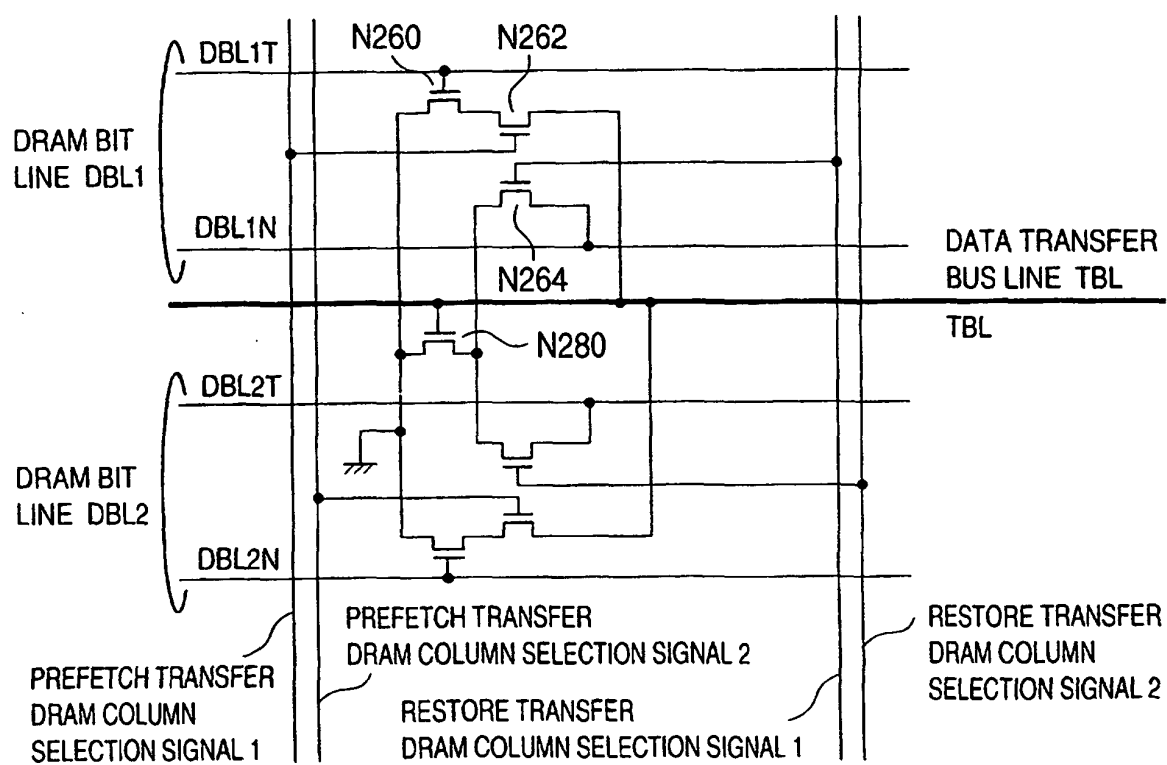 N260
N262
DBL1T
DRAM BIT
LINE DBL1
DBL1N
N264
DATA TRANSFER
BUS LINE TBL
TBL
N280
DBL2T
DRAM BIT
LINE DBL2
DBL2N
PREFETCH TRANSFER
DRAM COLUMN SELECTION SIGNAL 2
RESTORE TRANSFER
DRAM COLUMN
SELECTION SIGNAL 2
PREFETCH TRANSFER
DRAM COLUMN
SELECTION SIGNAL 1
RESTORE TRANSFER
DRAM COLUMN SELECTION SIGNAL 1